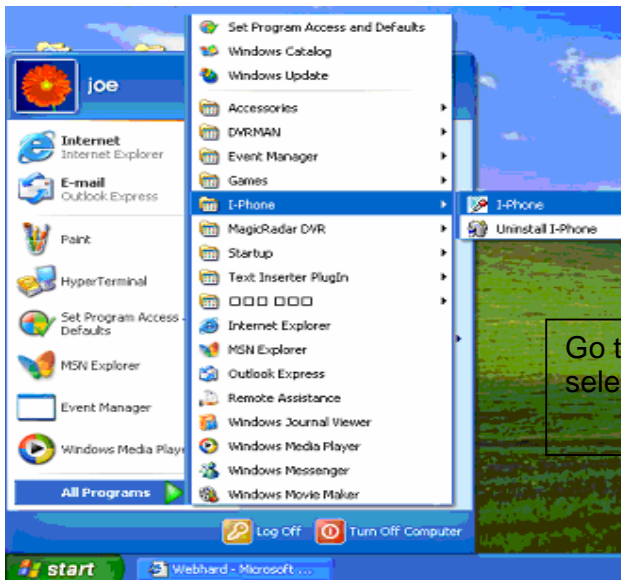 joe
Internet
Internet Explorer
E-mail
Outlook Express
Paint
HyperTerminal
Set Program Access
Defaults
MSN Explorer
Event Manager
Windows Media Playe
All Programs
Set Program Access and Defaults
Windows Catalog
Windows Update
Accessories
DVRMAN
Event Manager
Games
I-Phone
MagicRadar DVR
Startup
Text Inserter PlugIn
□□□ □□□
Internet Explorer
MSN Explorer
Outlook Express
Remote Assistance
Windows Journal Viewer
Windows Media Player
Windows Messenger
Windows Movie Maker
I-Phone
Uninstall I-Phone
Go t
sele
Log Off
Turn Off Computer
start
Webhard - Microsoft ...